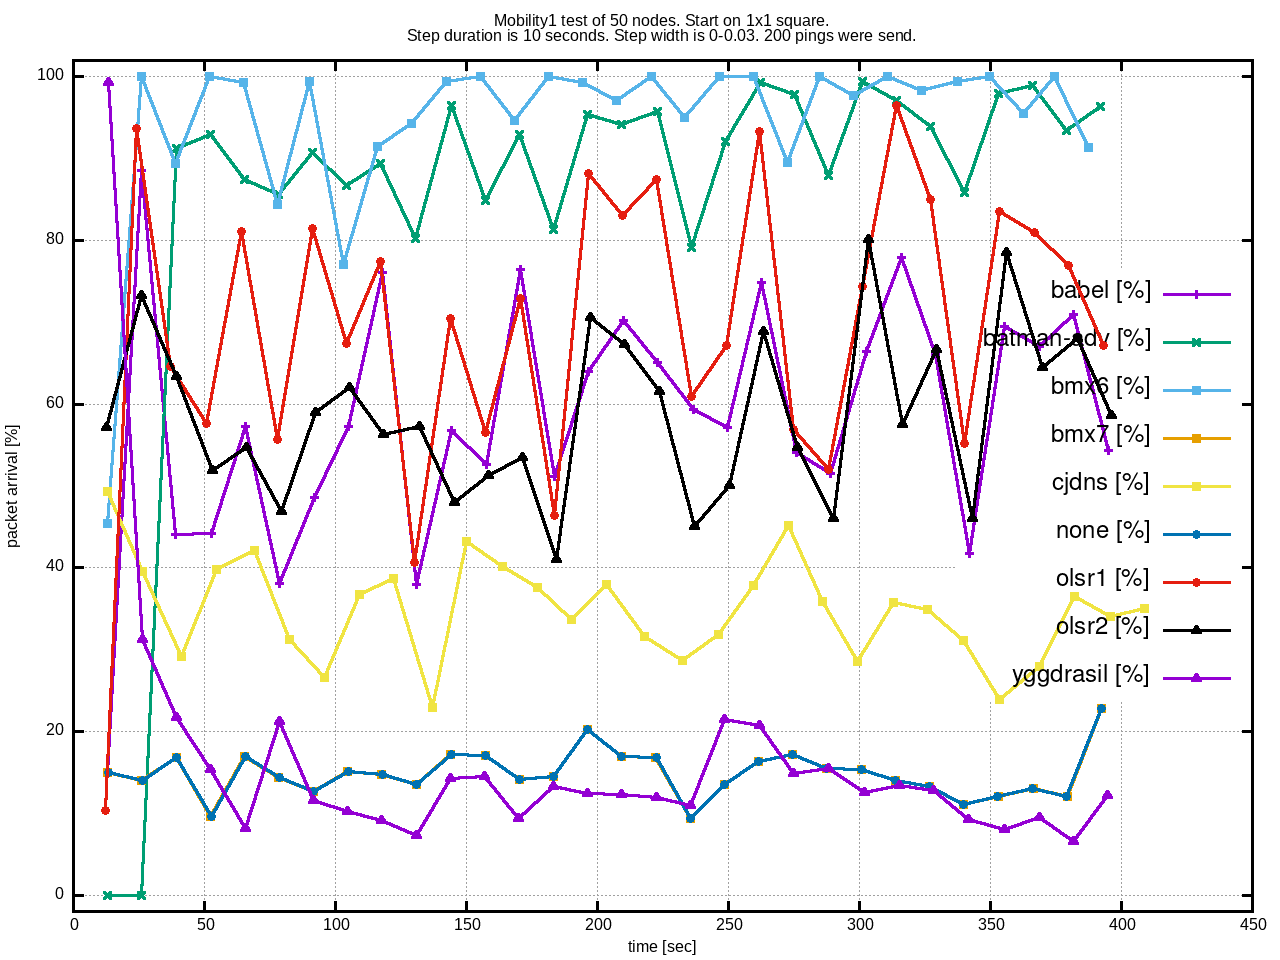 Mobility1 test of 50 nodes. Start on 1x1 square.
Step duration is 10 seconds. Step width is 0-0.03. 200 pings were send.
100
80
60
40
20
0
packet arrival [%]
babel [%]
batman-adv [%]
bmx6 [%]
bmx7 [%]
cjdns [%]
none [%]
olsr1 [%]
olsr2 [%]
yggdrasil [%]
0 50 100 150 200 250 300 350 400 450
time [sec]